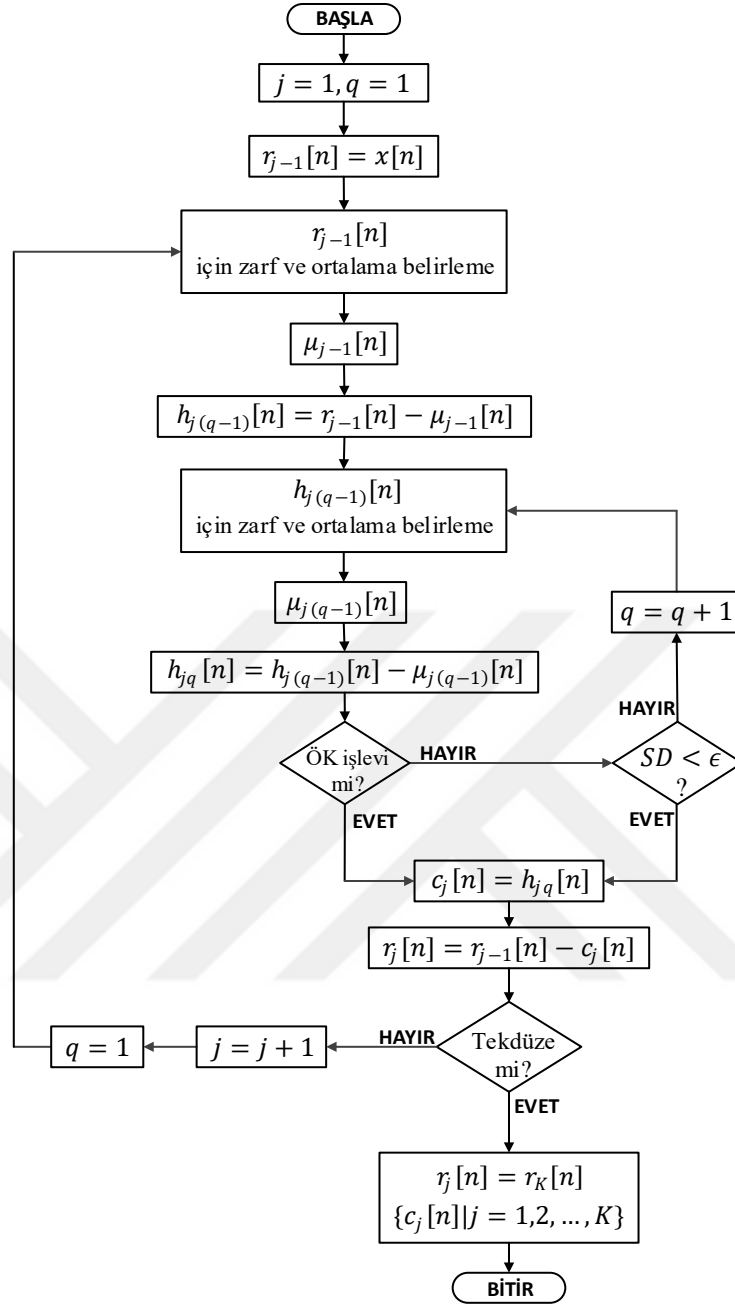 BAŞLA
j = 1, q = 1
r_{j−1}[n] = x[n]
r_{j−1}[n]
için zarf ve ortalama belirleme
μ_{j−1}[n]
h_{j(q−1)}[n] = r_{j−1}[n] − μ_{j−1}[n]
h_{j(q−1)}[n]
için zarf ve ortalama belirleme
μ_{j(q−1)}[n]
q = q + 1
h_{jq}[n] = h_{j(q−1)}[n] − μ_{j(q−1)}[n]
HAYIR
ÖK işlevi
mi?
HAYIR
SD < ϵ
?
EVET
EVET
c_j[n] = h_{jq}[n]
r_j[n] = r_{j−1}[n] − c_j[n]
q = 1
j = j + 1
HAYIR
Tekdüze
mi?
EVET
r_j[n] = r_K[n]
{c_j[n]|j = 1,2, … , K}
BİTİR